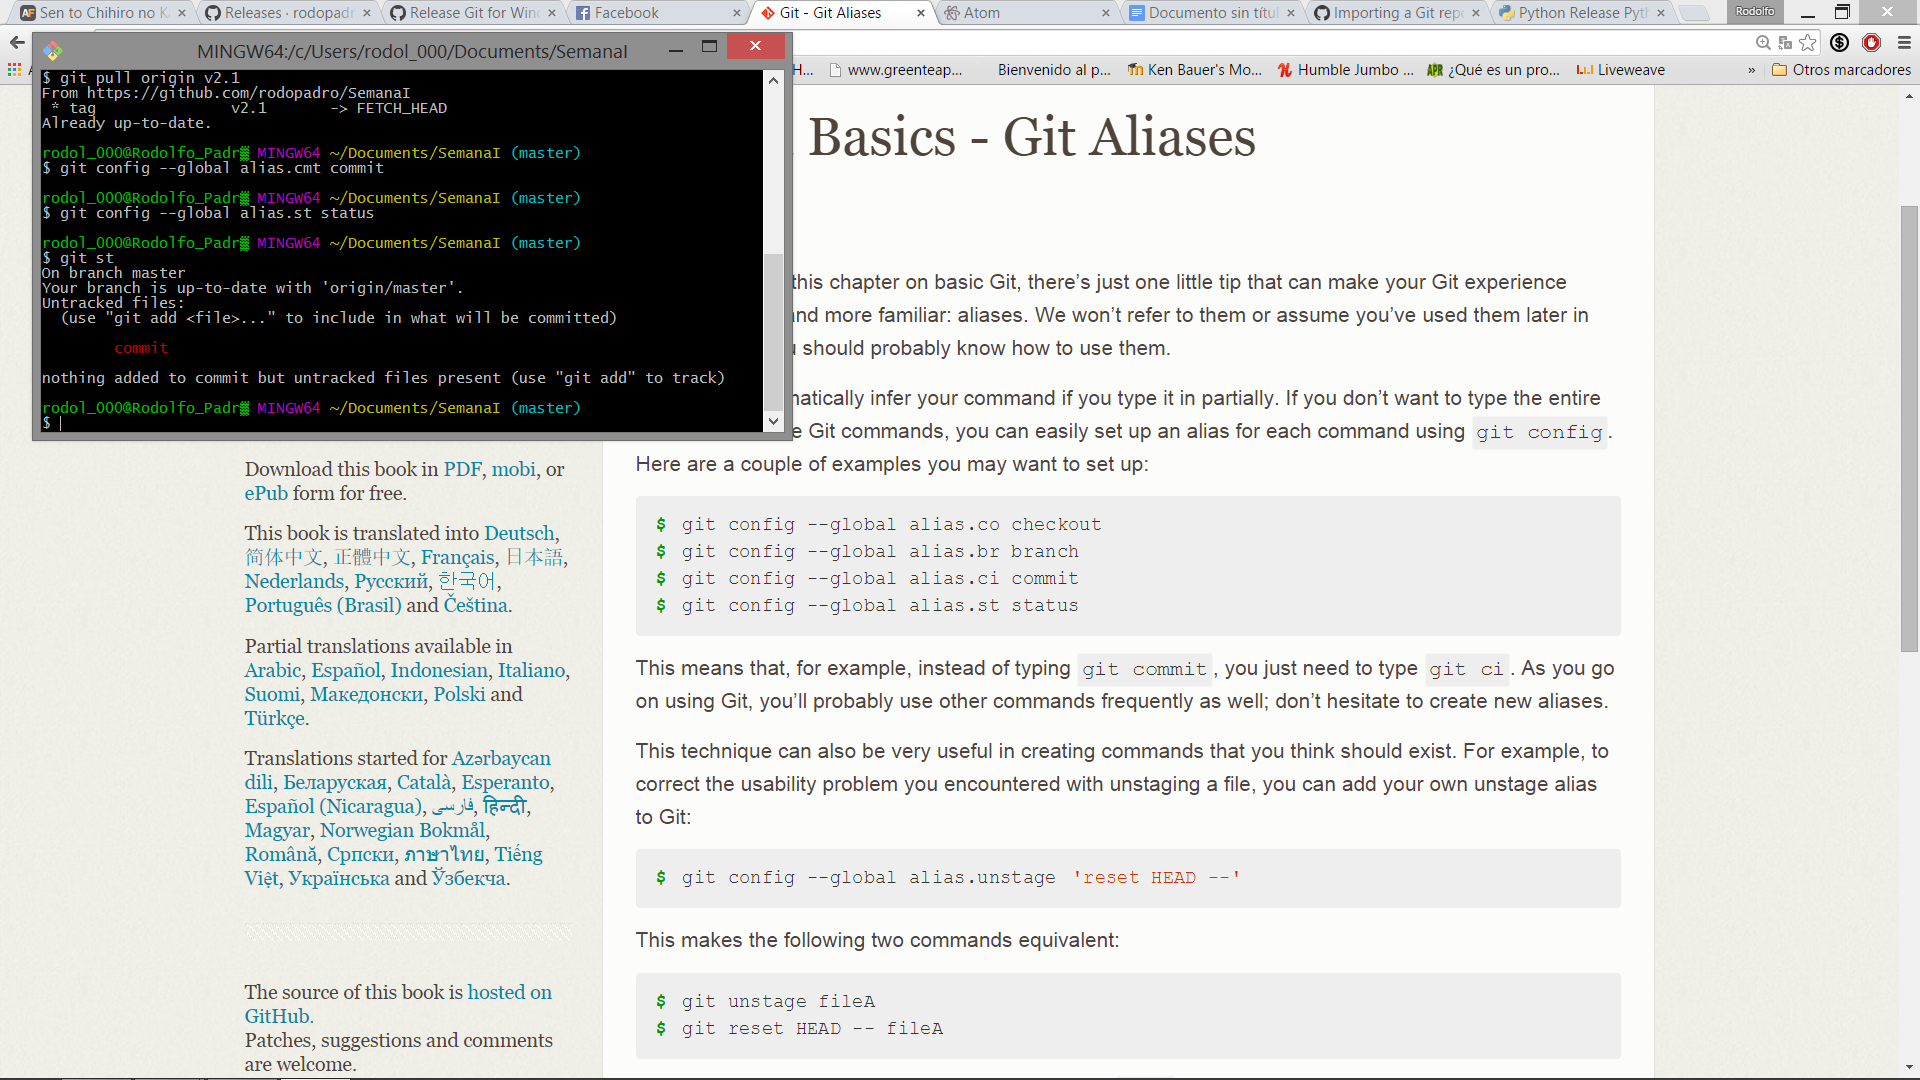 Sen to Chihiro no K
Releases · rodopadr
Release Git for Win
Facebook
Git - Git Aliases
Atom
Documento sin títul
Importing a Git repo
Python Release Pyt
Rodolfo
H...
www.greenteap...
Bienvenido al p...
Ken Bauer's Mo...
Humble Jumbo ...
¿Qué es un pro...
Liveweave
»
Otros marcadores
MINGW64:/c/Users/rodol_000/Documents/SemanaI
$ git pull origin v2.1
From https://github.com/rodopadro/SemanaI
* tag v2.1 -> FETCH_HEAD
Already up-to-date.
rodol_000@Rodolfo_Padr▒ MINGW64 ~/Documents/SemanaI (master)
$ git config --global alias.cmt commit
rodol_000@Rodolfo_Padr▒ MINGW64 ~/Documents/SemanaI (master)
$ git config --global alias.st status
rodol_000@Rodolfo_Padr▒ MINGW64 ~/Documents/SemanaI (master)
$ git st
On branch master
Your branch is up-to-date with 'origin/master'.
Untracked files:
(use "git add <file>..." to include in what will be committed)
commit
nothing added to commit but untracked files present (use "git add" to track)
rodol_000@Rodolfo_Padr▒ MINGW64 ~/Documents/SemanaI (master)
$
Download this book in PDF, mobi, or
ePub form for free.
This book is translated into Deutsch,
简体中文, 正體中文, Français, 日本語,
Nederlands, Русский, 한국어,
Português (Brasil) and Čeština.
Partial translations available in
Arabic, Español, Indonesian, Italiano,
Suomi, Македонски, Polski and
Türkçe.
Translations started for Azərbaycan
dili, Беларуская, Català, Esperanto,
Español (Nicaragua), فارسی, हिन्दी,
Magyar, Norwegian Bokmål,
Română, Српски, ภาษาไทย, Tiếng
Việt, Українська and Ўзбекча.
The source of this book is hosted on
GitHub.
Patches, suggestions and comments
are welcome.
Basics - Git Aliases
this chapter on basic Git, there’s just one little tip that can make your Git experience
and more familiar: aliases. We won’t refer to them or assume you’ve used them later in
should probably know how to use them.
matically infer your command if you type it in partially. If you don’t want to type the entire
e Git commands, you can easily set up an alias for each command using git config.
Here are a couple of examples you may want to set up:
$ git config --global alias.co checkout
$ git config --global alias.br branch
$ git config --global alias.ci commit
$ git config --global alias.st status
This means that, for example, instead of typing git commit, you just need to type git ci. As you go
on using Git, you’ll probably use other commands frequently as well; don’t hesitate to create new aliases.
This technique can also be very useful in creating commands that you think should exist. For example, to
correct the usability problem you encountered with unstaging a file, you can add your own unstage alias
to Git:
$ git config --global alias.unstage 'reset HEAD --'
This makes the following two commands equivalent:
$ git unstage fileA
$ git reset HEAD -- fileA